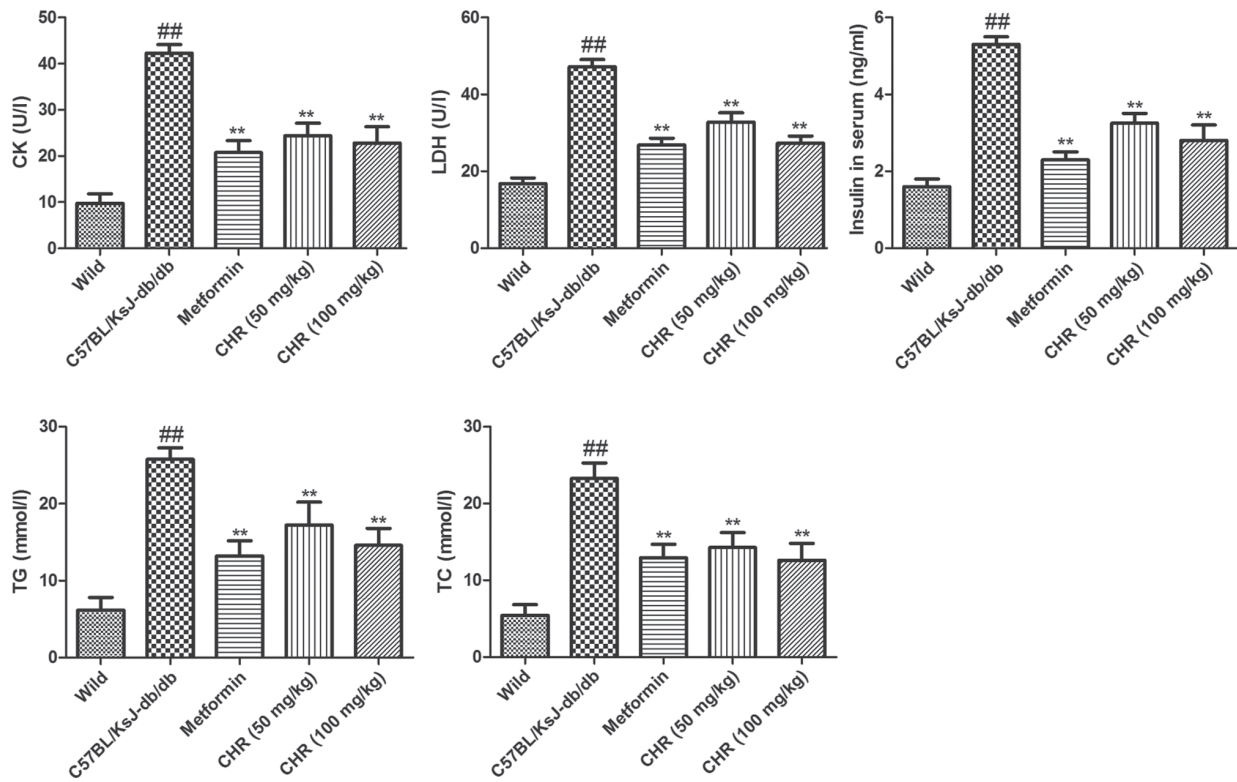 CK (U/l)
50
40
30
20
10
0
##
**
**
**
Wild
C57BL/KsJ-db/db
Metformin
CHR (50 mg/kg)
CHR (100 mg/kg)
LDH (U/l)
60
40
20
0
##
**
**
**
Wild
C57BL/KsJ-db/db
Metformin
CHR (50 mg/kg)
CHR (100 mg/kg)
Insulin in serum (ng/ml)
6
4
2
0
##
**
**
**
Wild
C57BL/KsJ-db/db
Metformin
CHR (50 mg/kg)
CHR (100 mg/kg)
TG (mmol/l)
30
20
10
0
##
**
**
**
Wild
C57BL/KsJ-db/db
Metformin
CHR (50 mg/kg)
CHR (100 mg/kg)
TC (mmol/l)
30
20
10
0
##
**
**
**
Wild
C57BL/KsJ-db/db
Metformin
CHR (50 mg/kg)
CHR (100 mg/kg)